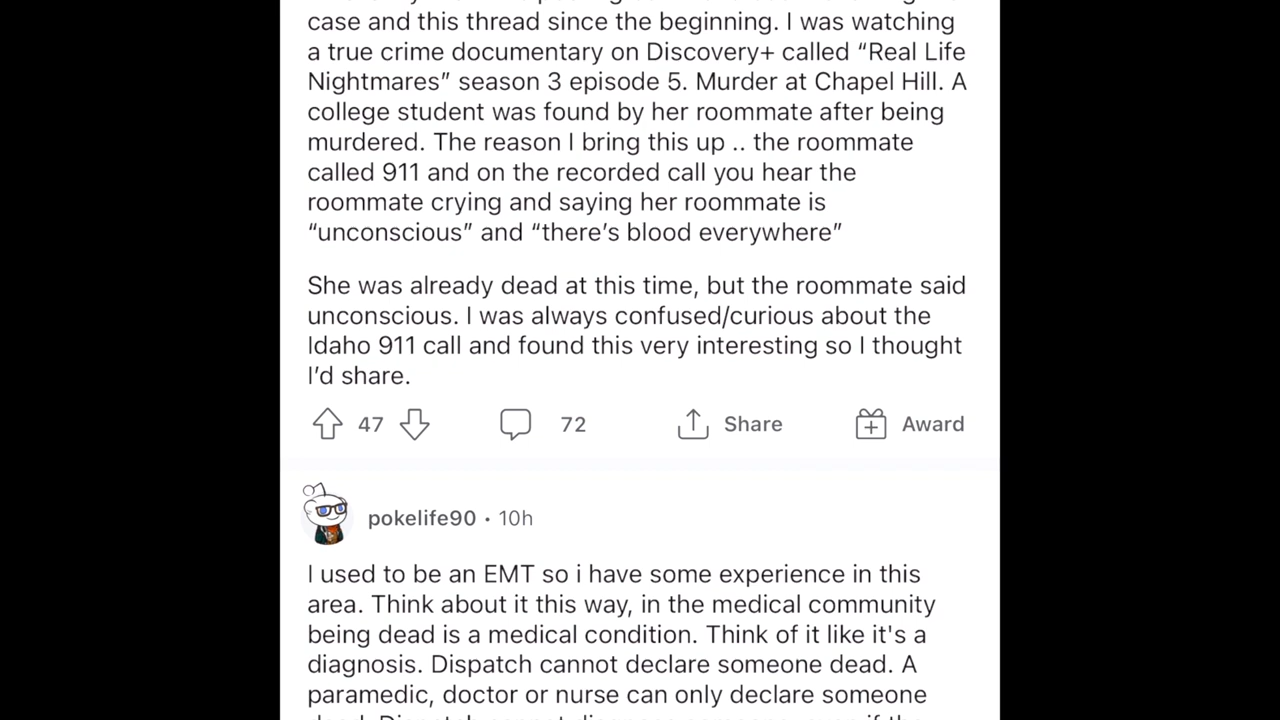 case and this thread since the beginning. I was watching
a true crime documentary on Discovery+ called “Real Life
Nightmares” season 3 episode 5. Murder at Chapel Hill. A
college student was found by her roommate after being
murdered. The reason I bring this up .. the roommate
called 911 and on the recorded call you hear the
roommate crying and saying her roommate is
“unconscious” and “there’s blood everywhere”
She was already dead at this time, but the roommate said
unconscious. I was always confused/curious about the
Idaho 911 call and found this very interesting so I thought
I’d share.
47 72 Share Award
pokelife90 • 10h
I used to be an EMT so i have some experience in this
area. Think about it this way, in the medical community
being dead is a medical condition. Think of it like it's a
diagnosis. Dispatch cannot declare someone dead. A
paramedic, doctor or nurse can only declare someone